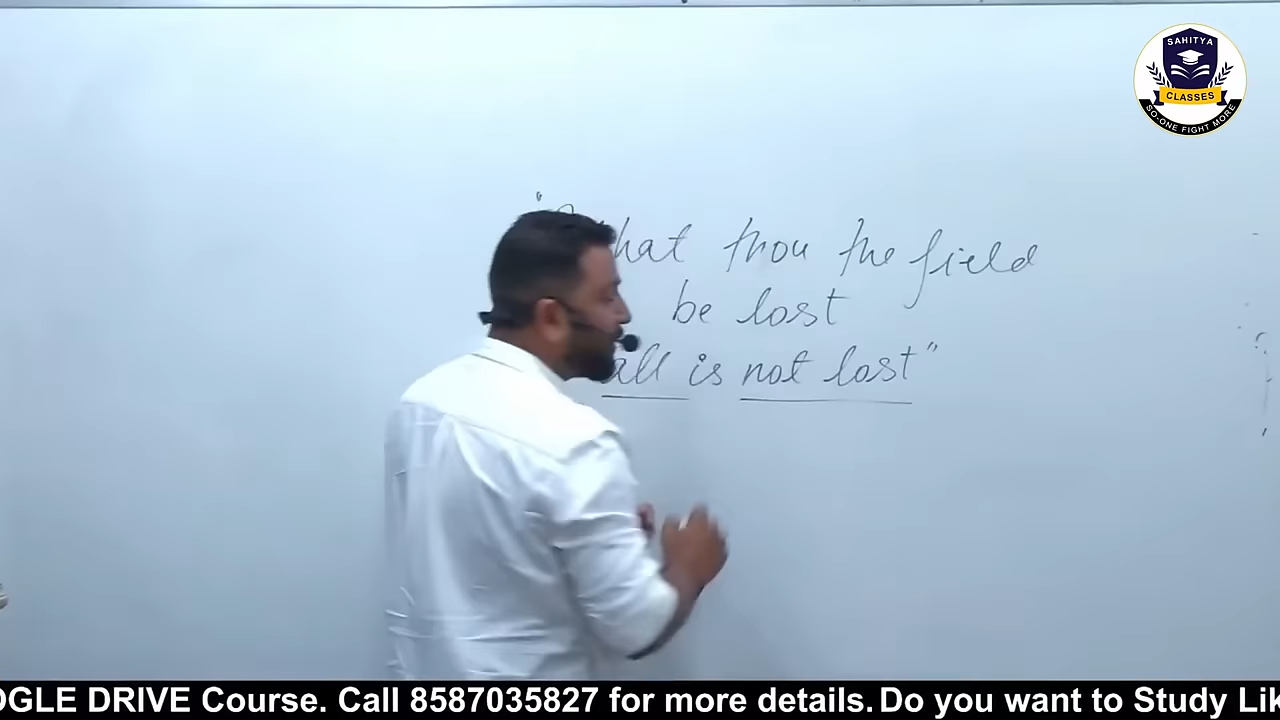 SAHITYA
CLASSES
SO-ONE FIGHT MORE
hat thou the field
be lost
all is not lost"
OGLE DRIVE Course. Call 8587035827 for more details. Do you want to Study Lik